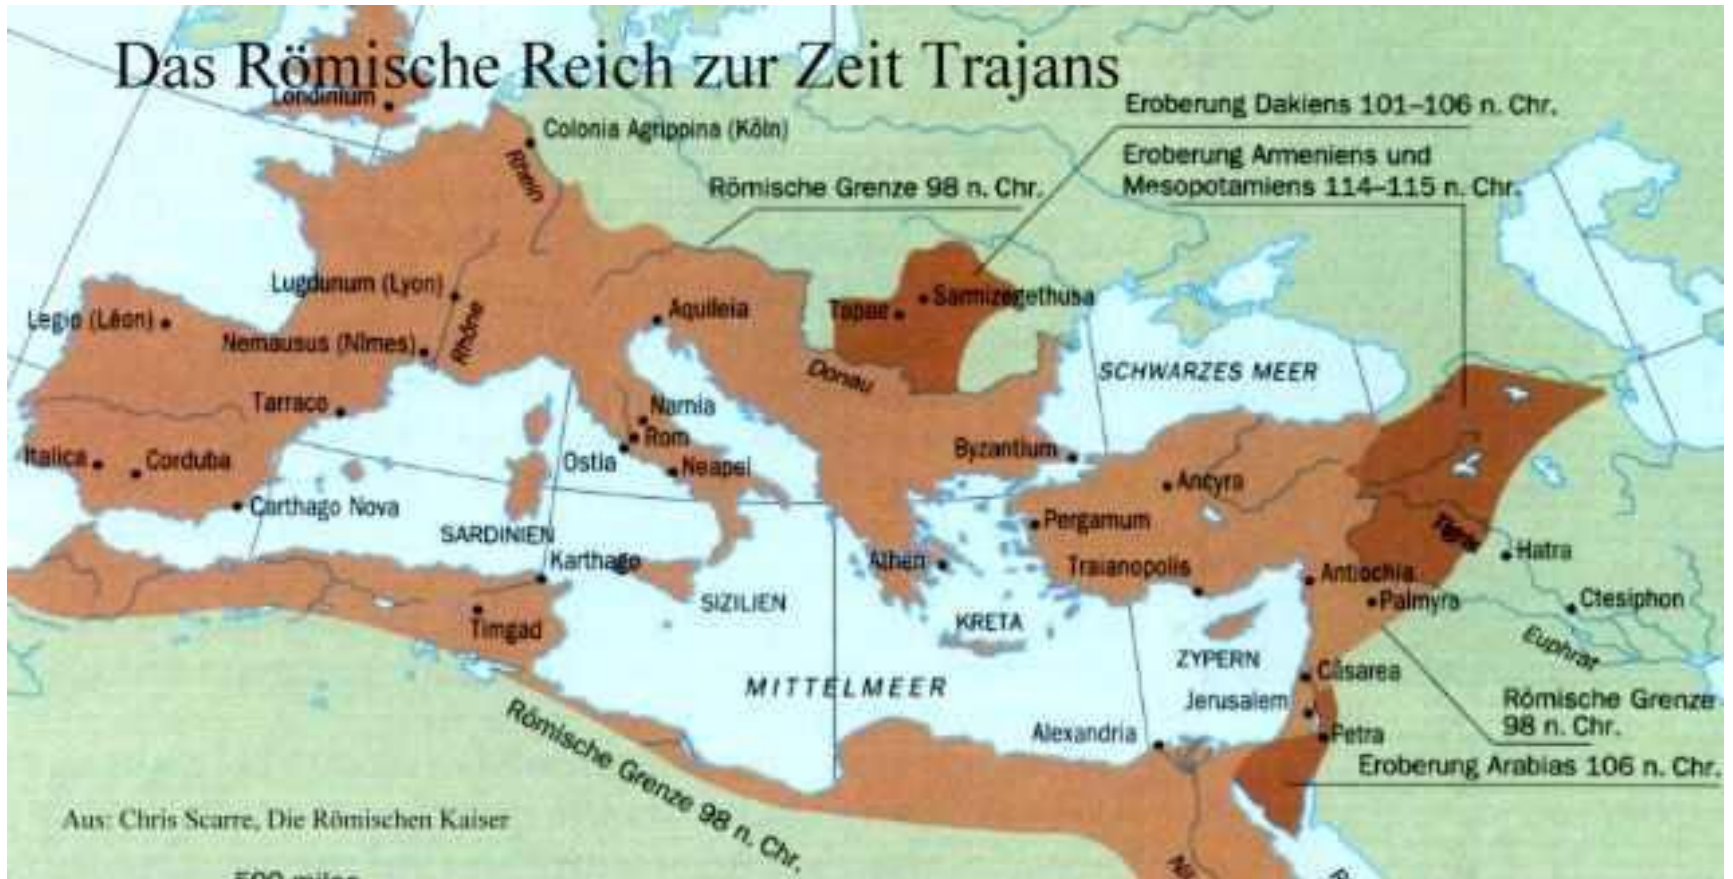 Das Römische Reich zur Zeit Trajans
Londinium
Colonia Agrippina (Köln)
Rhein
Eroberung Dakiens 101–106 n. Chr.
Eroberung Armeniens und
Mesopotamiens 114–115 n. Chr.
Römische Grenze 98 n. Chr.
Lugdunum (Lyon)
Legio (Léon)
Nemausus (Nîmes)
Rhône
Aquileia
Tapae
Sarmizegethusa
Donau
SCHWARZES MEER
Tarraco
Narnia
Rom
Ostia
Neapel
Italica
Corduba
Carthago Nova
Byzantium
Ancyra
SARDINIEN
Karthago
Pergamum
Athen
Traianopolis
Tigris
Hatra
Antiochia
Palmyra
Ctesiphon
Euphrat
Timgad
SIZILIEN
KRETA
ZYPERN
Cäsarea
MITTELMEER
Jerusalem
Alexandria
Petra
Römische Grenze
98 n. Chr.
Eroberung Arabias 106 n. Chr.
Römische Grenze 98 n. Chr.
Aus: Chris Scarre, Die Römischen Kaiser
500 miles